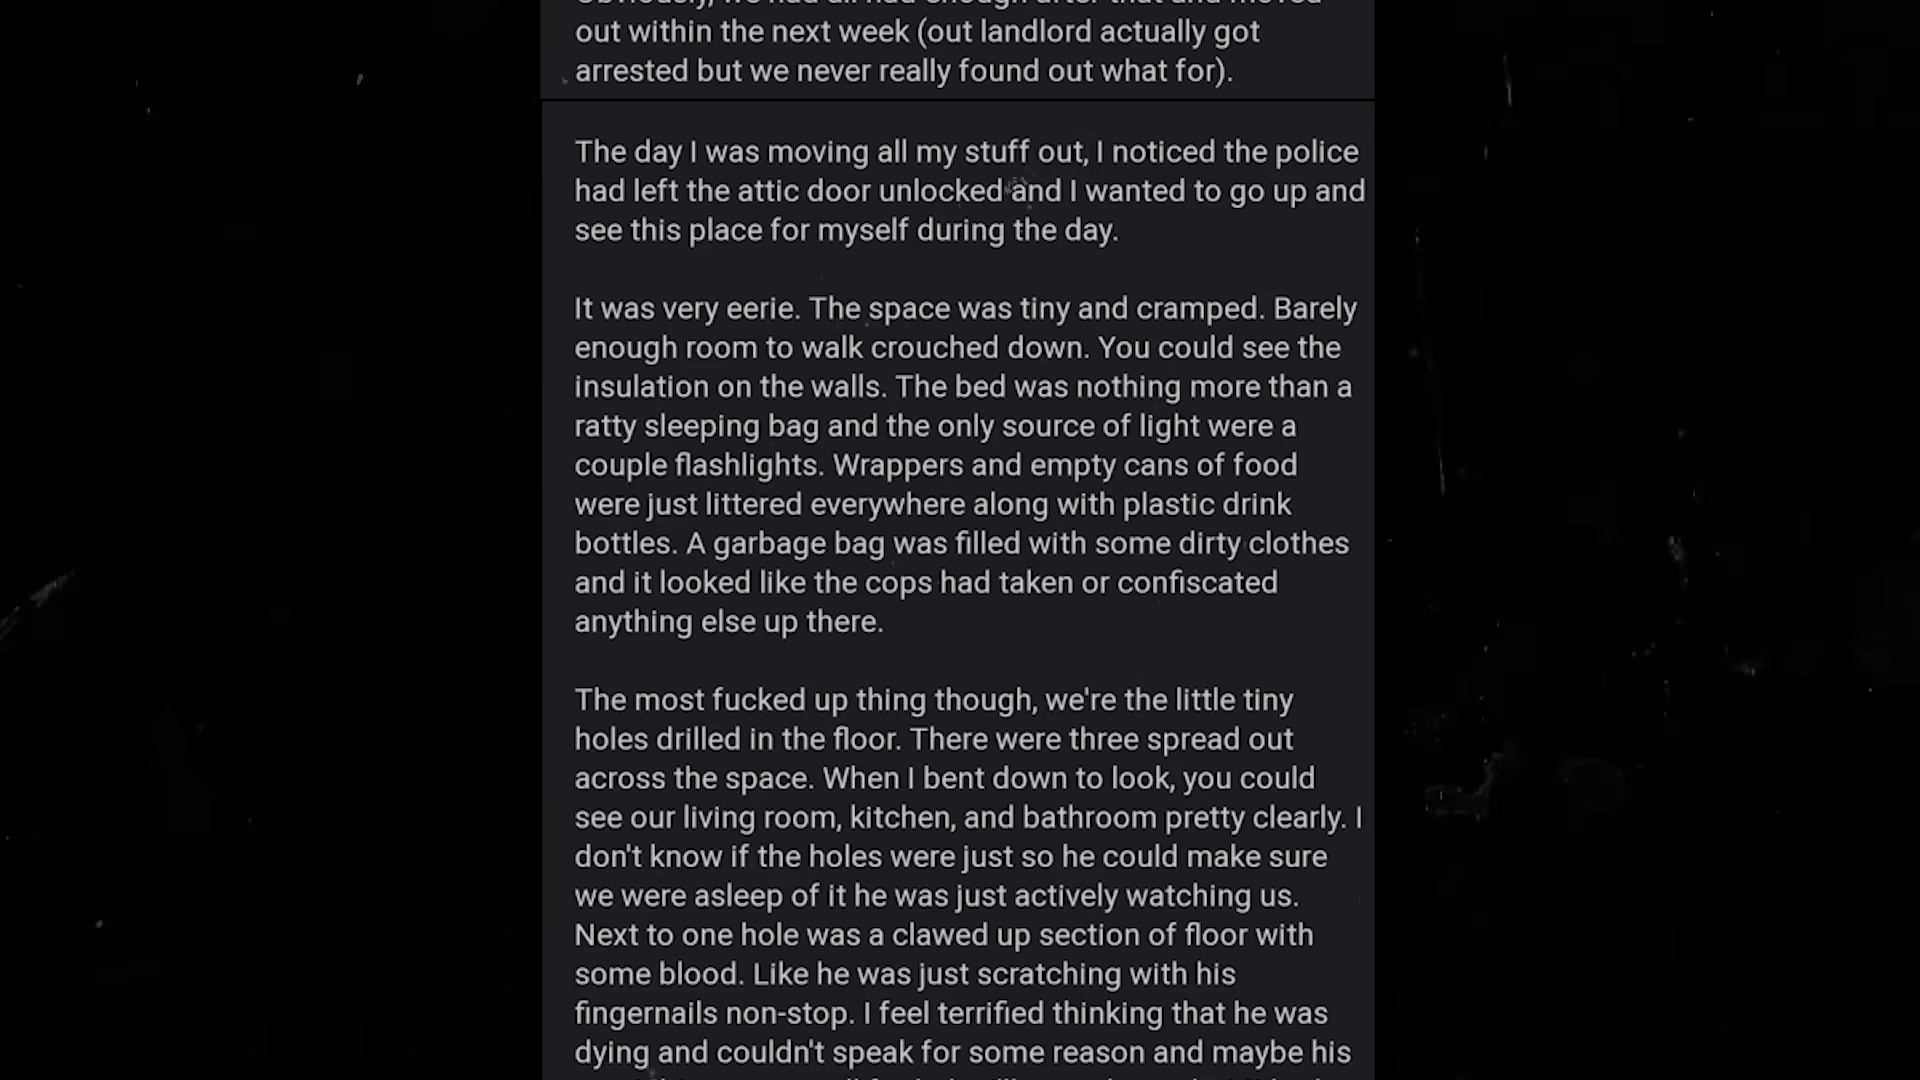 Obviously, we had all had enough after that and moved
out within the next week (out landlord actually got
arrested but we never really found out what for).
The day I was moving all my stuff out, I noticed the police
had left the attic door unlocked and I wanted to go up and
see this place for myself during the day.
It was very eerie. The space was tiny and cramped. Barely
enough room to walk crouched down. You could see the
insulation on the walls. The bed was nothing more than a
ratty sleeping bag and the only source of light were a
couple flashlights. Wrappers and empty cans of food
were just littered everywhere along with plastic drink
bottles. A garbage bag was filled with some dirty clothes
and it looked like the cops had taken or confiscated
anything else up there.
The most fucked up thing though, we're the little tiny
holes drilled in the floor. There were three spread out
across the space. When I bent down to look, you could
see our living room, kitchen, and bathroom pretty clearly. I
don't know if the holes were just so he could make sure
we were asleep of it he was just actively watching us.
Next to one hole was a clawed up section of floor with
some blood. Like he was just scratching with his
fingernails non-stop. I feel terrified thinking that he was
dying and couldn't speak for some reason and maybe his